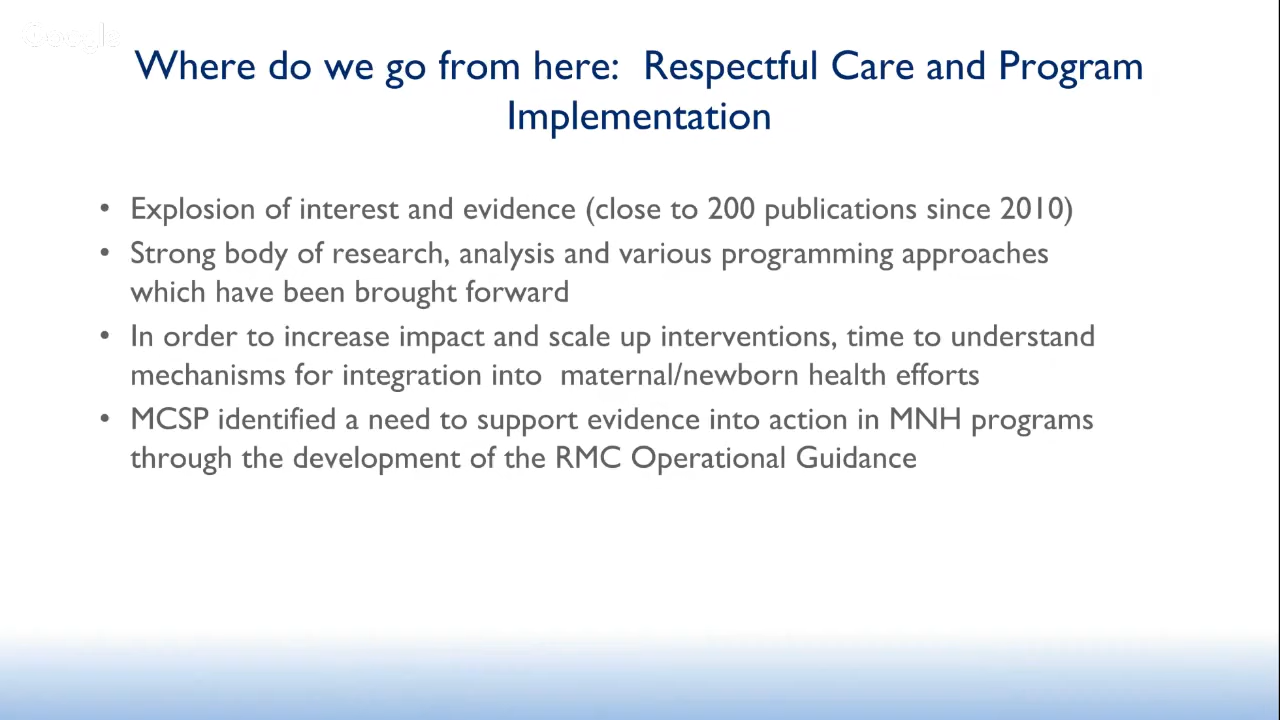 Google
Where do we go from here:  Respectful Care and Program
Implementation
• Explosion of interest and evidence (close to 200 publications since 2010)
• Strong body of research, analysis and various programming approaches
which have been brought forward
• In order to increase impact and scale up interventions, time to understand
mechanisms for integration into  maternal/newborn health efforts
• MCSP identified a need to support evidence into action in MNH programs
through the development of the RMC Operational Guidance